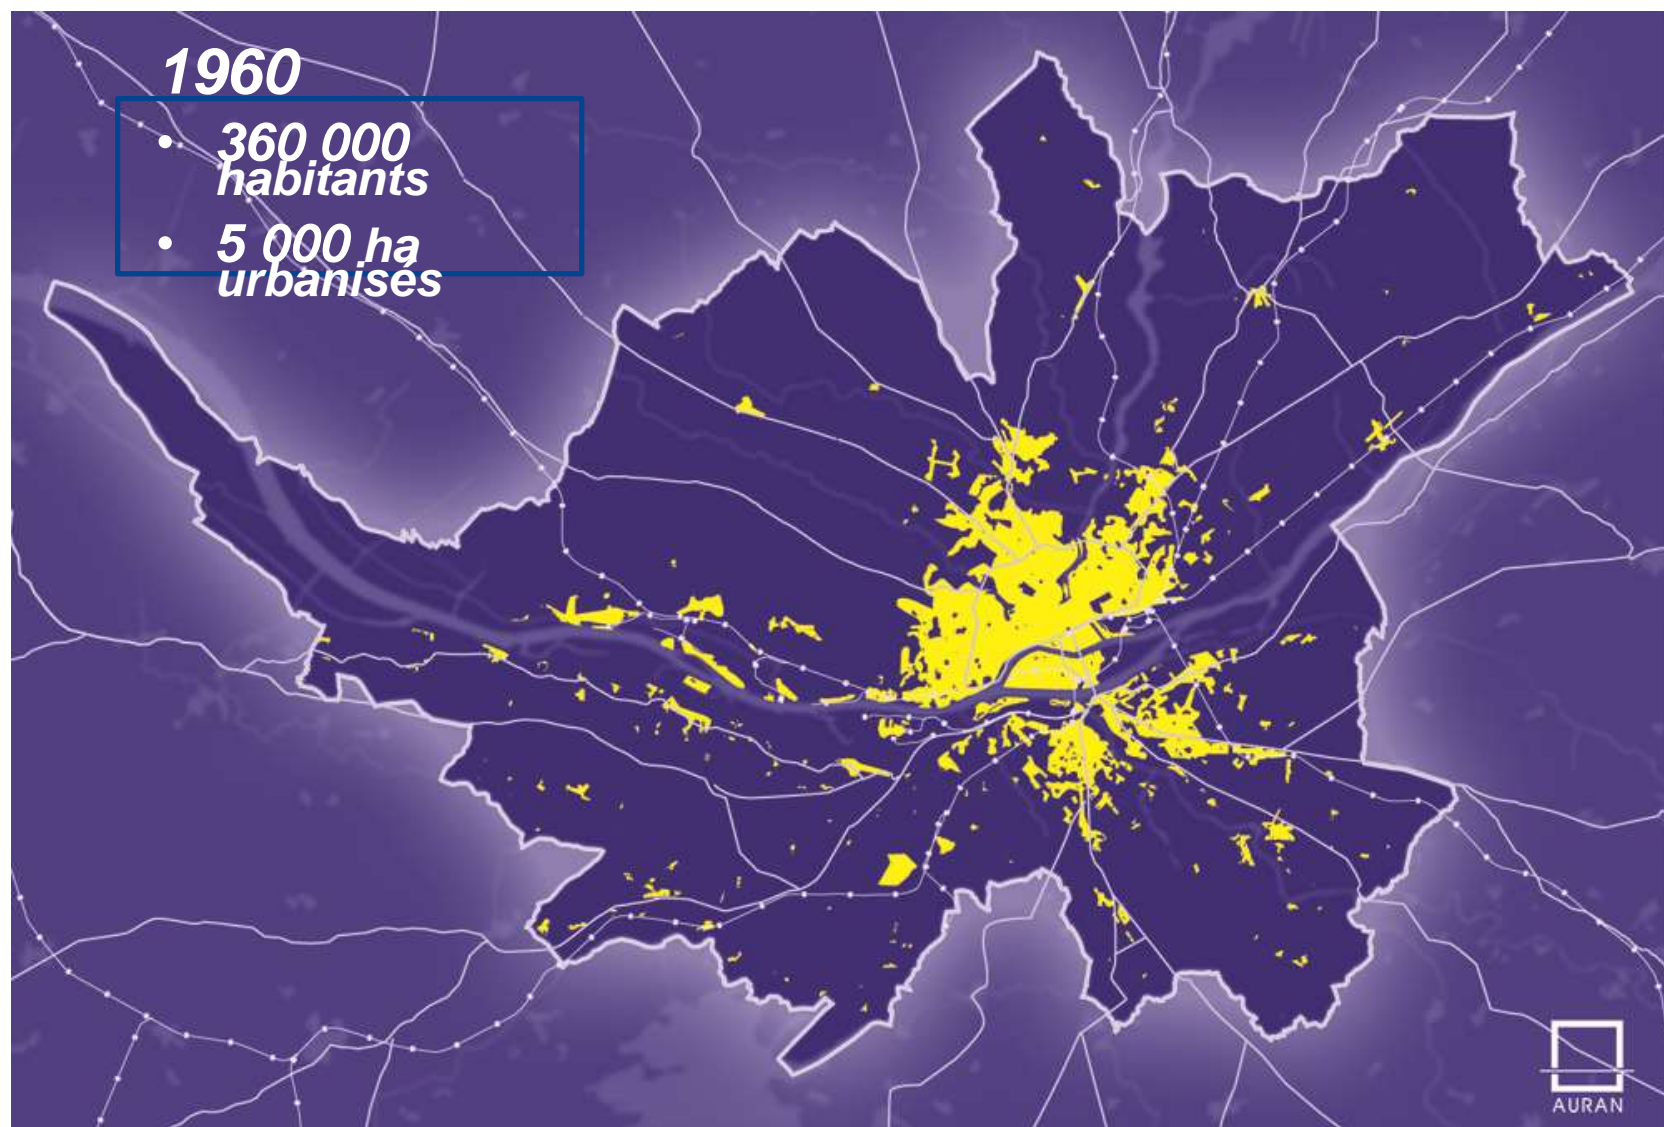 1960
• 360 000
habitants
• 5 000 ha
urbanisés
AURAN